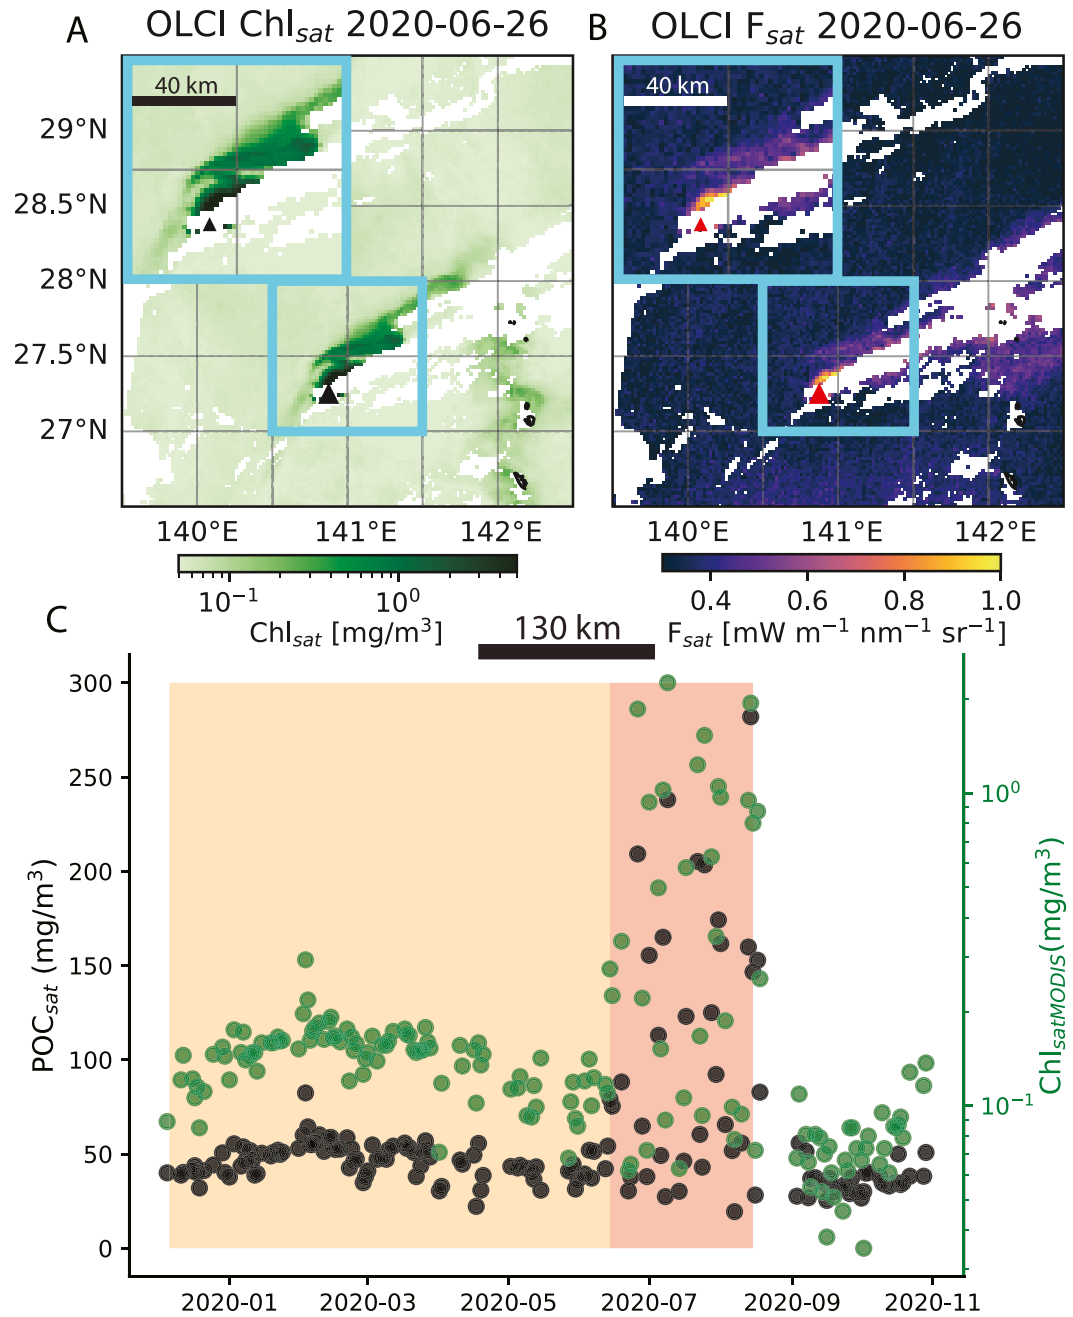 A
OLCI Chlsat 2020-06-26
B
OLCI Fsat 2020-06-26
40 km
40 km
29°N
28.5°N
28°N
27.5°N
27°N
140°E 141°E 142°E
140°E 141°E 142°E
10⁻¹ 10⁰
0.4 0.6 0.8 1.0
C
Chlsat [mg/m³]
130 km
Fsat [mW m⁻¹ nm⁻¹ sr⁻¹]
300
250
200
150
100
50
0
POCsat (mg/m³)
10⁰
10⁻¹
ChlsatMODIS(mg/m³)
2020-01 2020-03 2020-05 2020-07 2020-09 2020-11